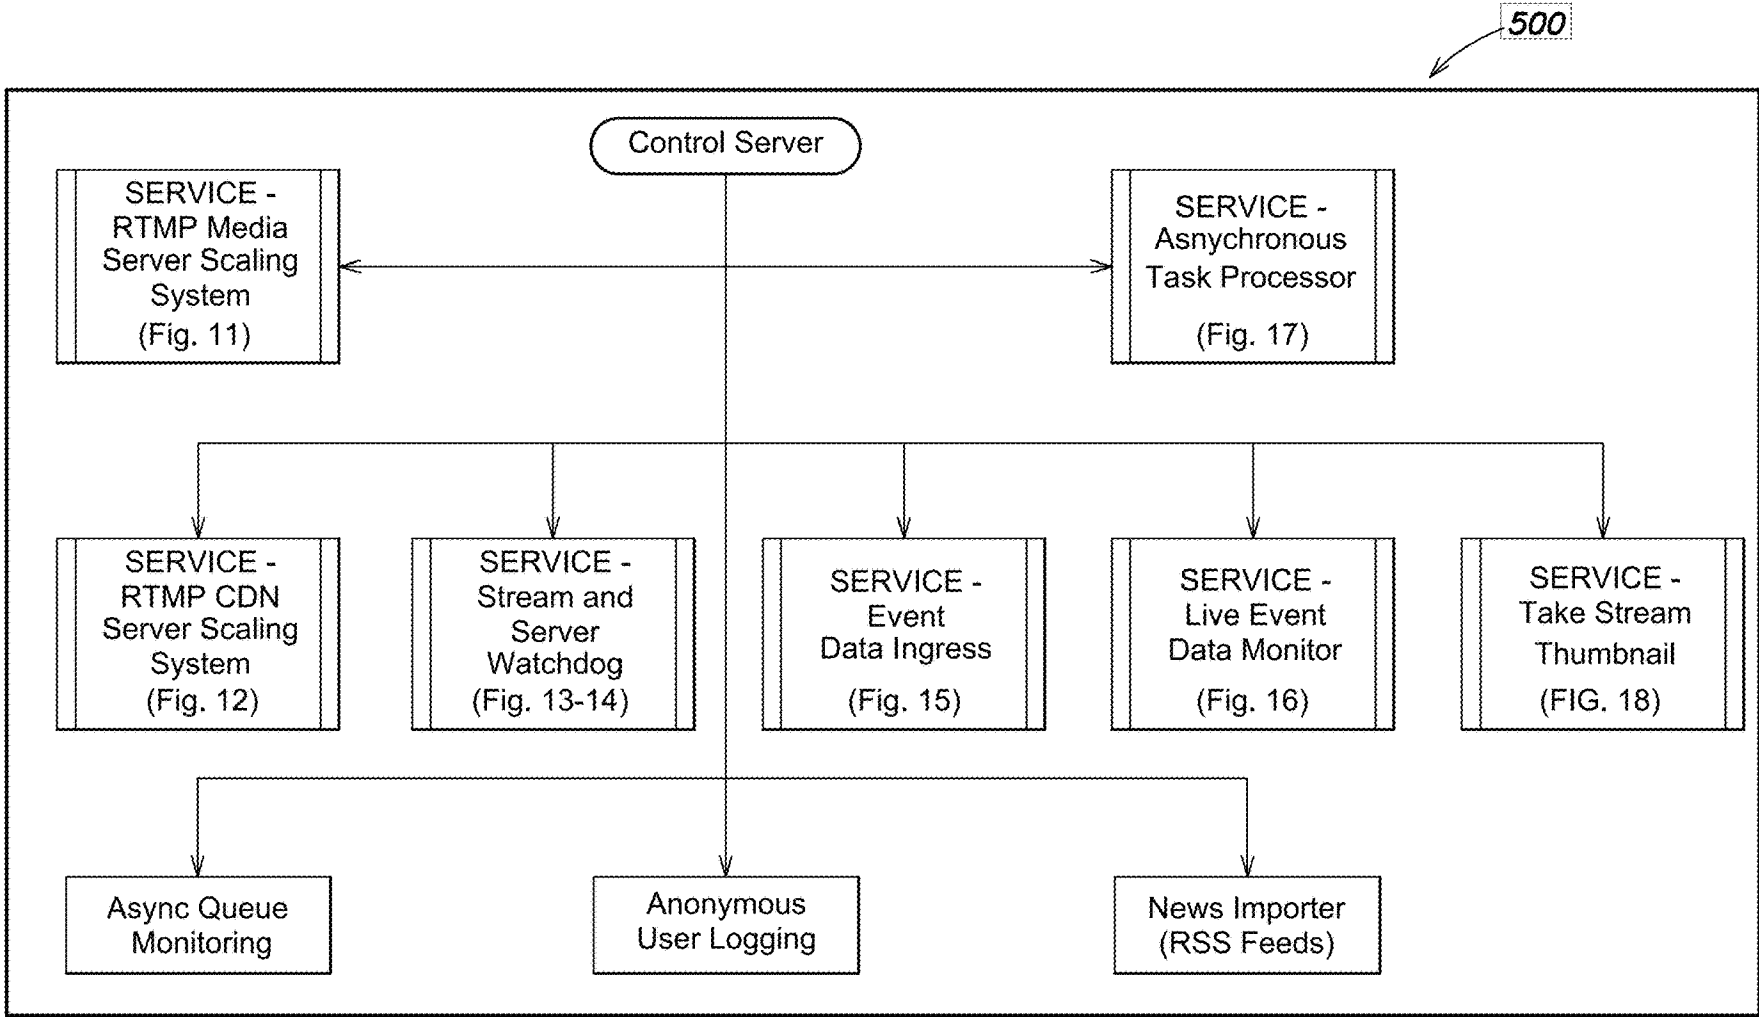 500
Control Server
SERVICE -
RTMP Media
Server Scaling
System
(Fig. 11)
SERVICE -
Asnychronous
Task Processor
(Fig. 17)
SERVICE -
RTMP CDN
Server Scaling
System
(Fig. 12)
SERVICE -
Stream and
Server
Watchdog
(Fig. 13-14)
SERVICE -
Event
Data Ingress
(Fig. 15)
SERVICE -
Live Event
Data Monitor
(Fig. 16)
SERVICE -
Take Stream
Thumbnail
(FIG. 18)
Async Queue
Monitoring
Anonymous
User Logging
News Importer
(RSS Feeds)